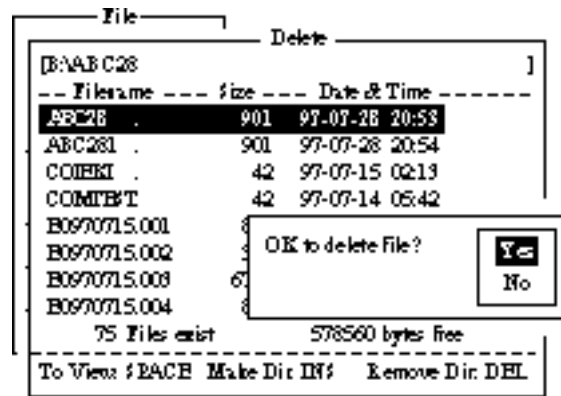 File
Delete
[B:\ABC28 ]
-- Filename --- Size --- Date & Time ------
ABC28 . 901 97-07-28 20:53
ABC281 . 901 97-07-28 20:54
. 42 97-07-15 02:13
COMTEST 42 97-07-14 05:42
B0970715.001
B0970715.002
B0970715.003
B0970715.004
OK to delete File?
Yes
No
75 Files exist 578560 bytes free
To View: SPACE Make Dir: INS Remove Dir: DEL